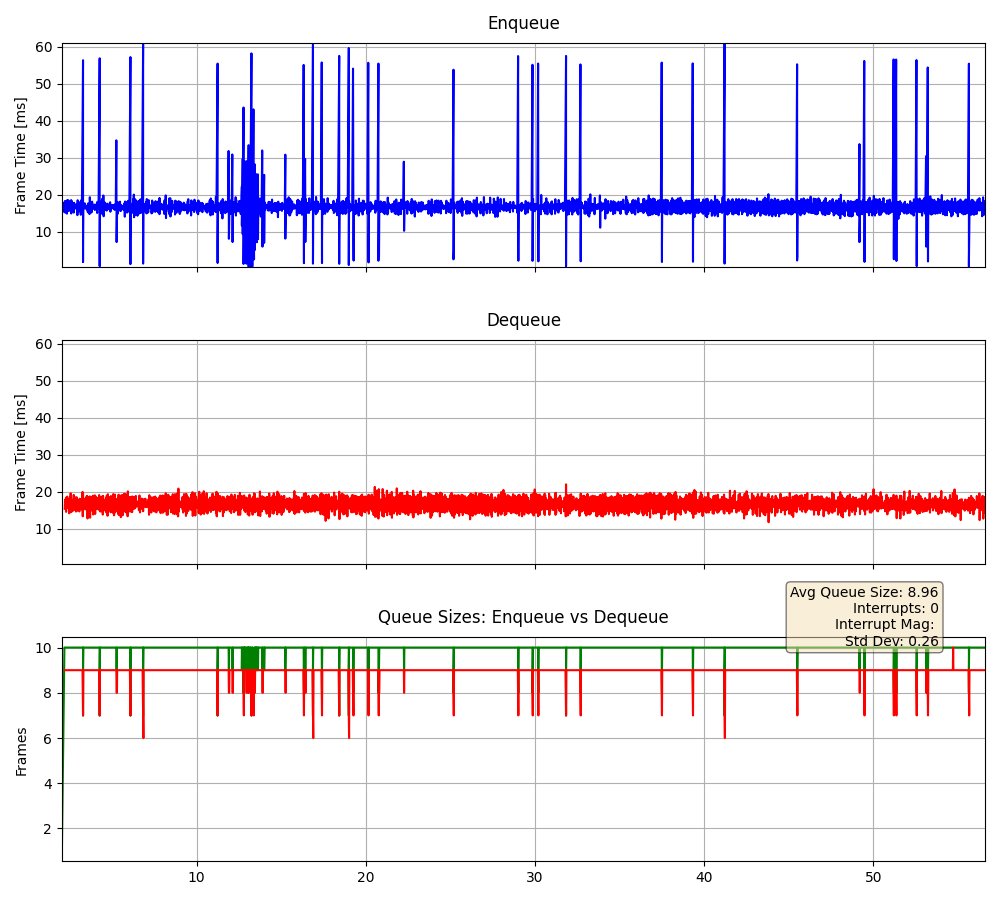 Enqueue
Frame Time [ms]
60
50
40
30
20
10
Dequeue
Frame Time [ms]
60
50
40
30
20
10
Avg Queue Size: 8.96
Interrupts: 0
Interrupt Mag:
Std Dev: 0.26
Queue Sizes: Enqueue vs Dequeue
Frames
10
8
6
4
2
10 20 30 40 50